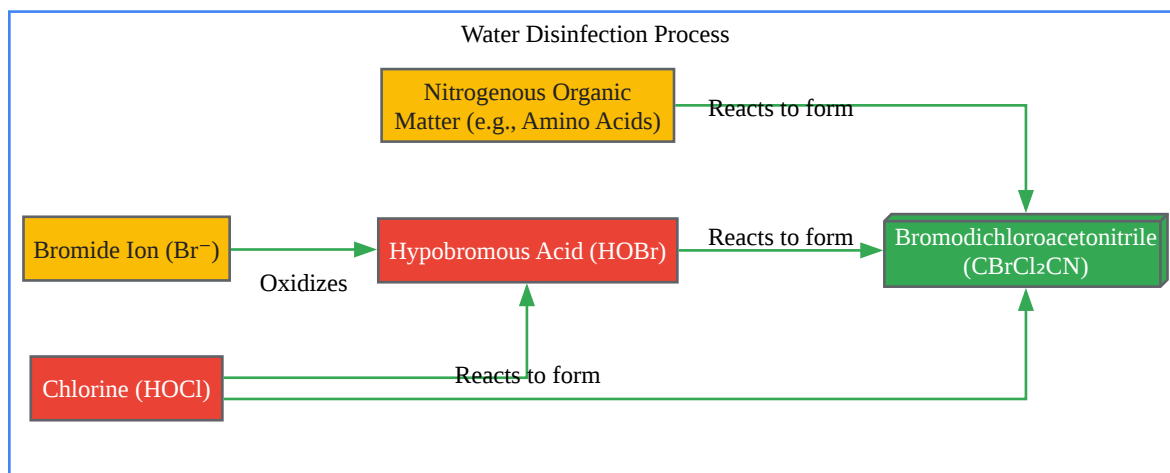 Water Disinfection Process
Nitrogenous Organic
Matter (e.g., Amino Acids)
Reacts to form
Bromide Ion (Br⁻)
Oxidizes
Hypobromous Acid (HOBr)
Reacts to form
Bromodichloroacetonitrile
(CBrCl₂CN)
Chlorine (HOCl)
Reacts to form